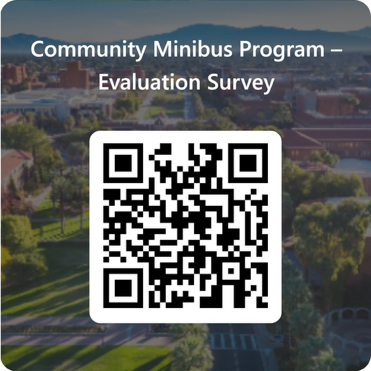 Community Minibus Program –
Evaluation Survey